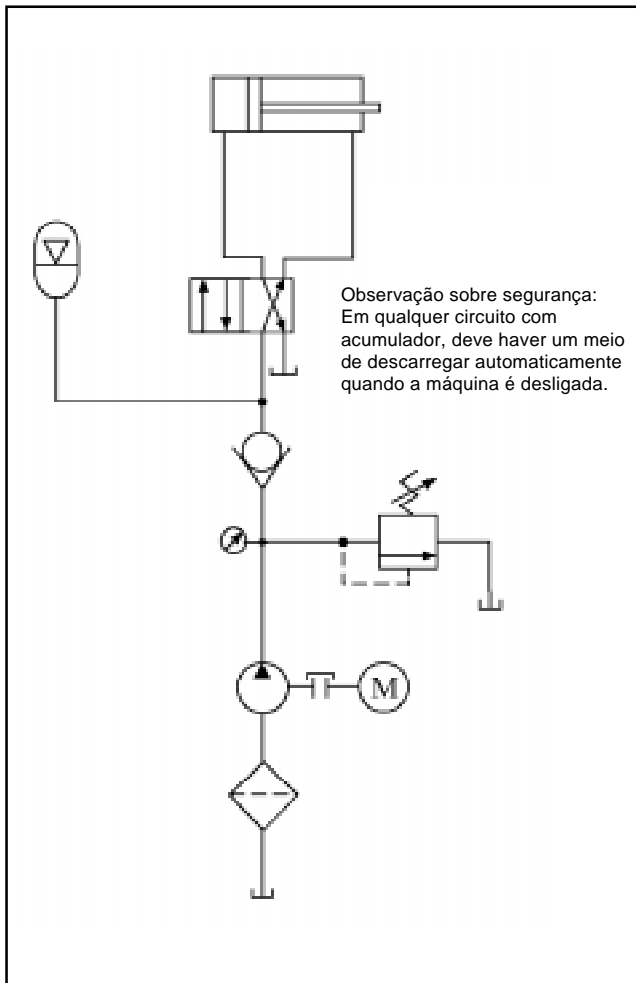 Observação sobre segurança:
Em qualquer circuito com
acumulador, deve haver um meio
de descarregar automaticamente
quando a máquina é desligada.
M